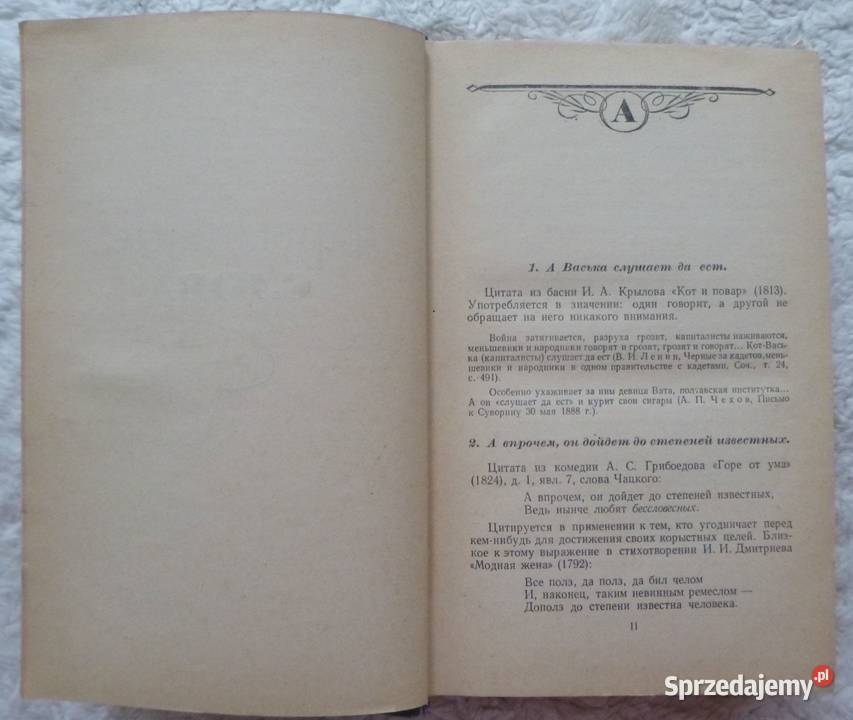 А
1. А Васька слушает да ест.
Цитата из басни И. А. Крылова «Кот и повар» (1813).
Употребляется в значении: один говорит, а другой не
обращает на него никакого внимания.
Война затягивается, разруха грозит, капиталисты наживаются,
меньшевики и народники говорят и грозят, грозят и говорят... Кот-Вась-
ка (капиталисты) слушает да ест (В. И. Ленин, Черные за кадетов, мень-
шевики и народники в одном правительстве с кадетами, Соч., т. 24,
с. 491).
Особенно ухаживает за ним девица Вата, полтавская институтка...
А он «слушает да ест» и курит свои сигары (А. П. Чехов, Письмо
к Суворину 30 мая 1888 г.).
2. А впрочем, он дойдет до степеней известных.
Цитата из комедии А. С. Грибоедова «Горе от ума»
(1824), д. 1, явл. 7, слова Чацкого:
А впрочем, он дойдет до степеней известных,
Ведь нынче любят бессловесных.
Цитируется в применении к тем, кто угодничает перед
кем-нибудь для достижения своих корыстных целей. Близ-
кое к этому выражение в стихотворении И. И. Дмитриева
«Модная жена» (1792):
Все полз, да полз, да бил челом
И, наконец, таким невинным ремеслом —
Дополз до степени известна человека.
11
Sprzedajemy.pl